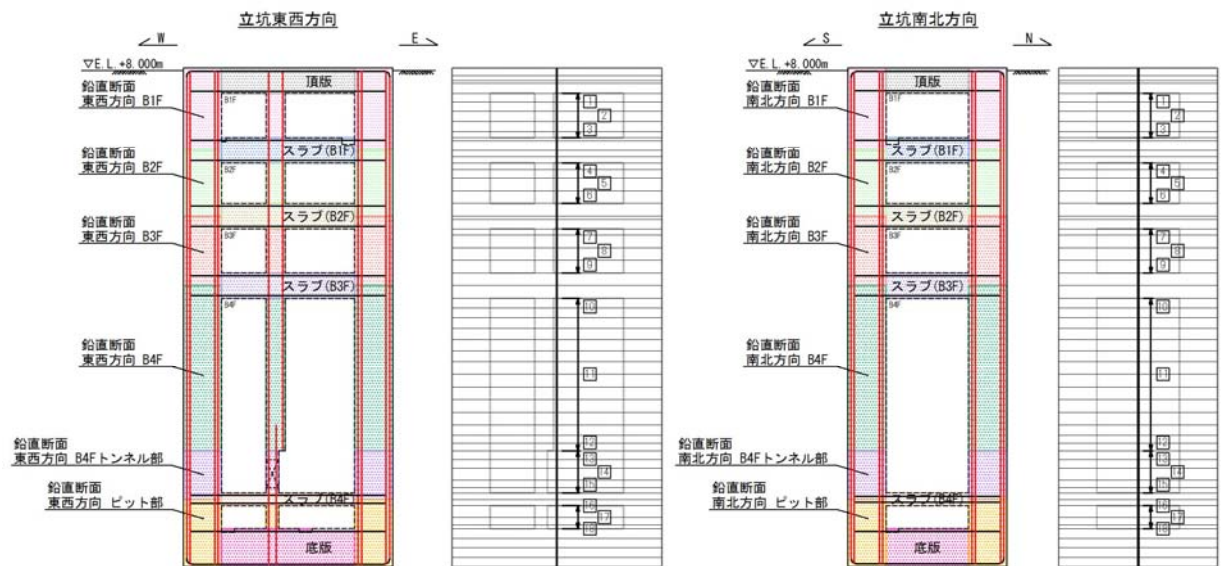 立坑東西方向
W
E
▽E.L.+8.000m
頂版
鉛直断面
東西方向 B1F
B1F
スラブ(B1F)
鉛直断面
東西方向 B2F
B2F
スラブ(B2F)
鉛直断面
東西方向 B3F
B3F
スラブ(B3F)
鉛直断面
東西方向 B4F
B4F
鉛直断面
東西方向 B4Fトンネル部
スラブ(B4F)
鉛直断面
東西方向 ピット部
底版
1
2
3
4
5
6
7
8
9
10
11
12
13
14
15
16
17
18
立坑南北方向
S
N
▽E.L.+8.000m
頂版
鉛直断面
南北方向 B1F
B1F
スラブ(B1F)
鉛直断面
南北方向 B2F
B2F
スラブ(B2F)
鉛直断面
南北方向 B3F
B3F
スラブ(B3F)
鉛直断面
南北方向 B4F
B4F
鉛直断面
南北方向 B4Fトンネル部
スラブ(B4F)
鉛直断面
南北方向 ピット部
底版
1
2
3
4
5
6
7
8
9
10
11
12
13
14
15
16
17
18